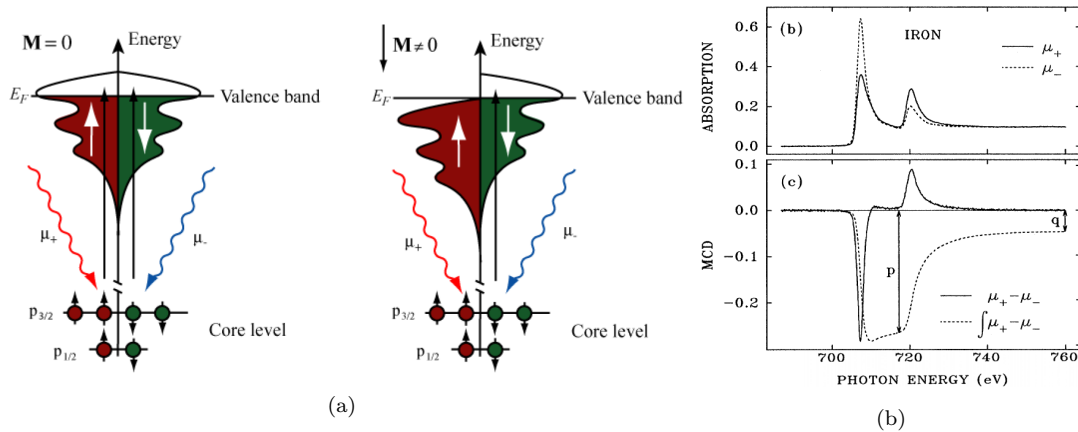 M = 0
Energy
E_F
Valence band
μ₊
μ₋
p₃/₂
p₁/₂
Core level
M ≠ 0
Energy
E_F
Valence band
μ₊
μ₋
p₃/₂
p₁/₂
Core level
(a)
ABSORPTION
0.6
0.4
0.2
0.0
(b)
IRON
μ₊
μ₋
MCD
0.1
0.0
−0.1
−0.2
(c)
p
q
μ₊−μ₋
∫μ₊−μ₋
700
720
740
760
PHOTON ENERGY (eV)
(b)